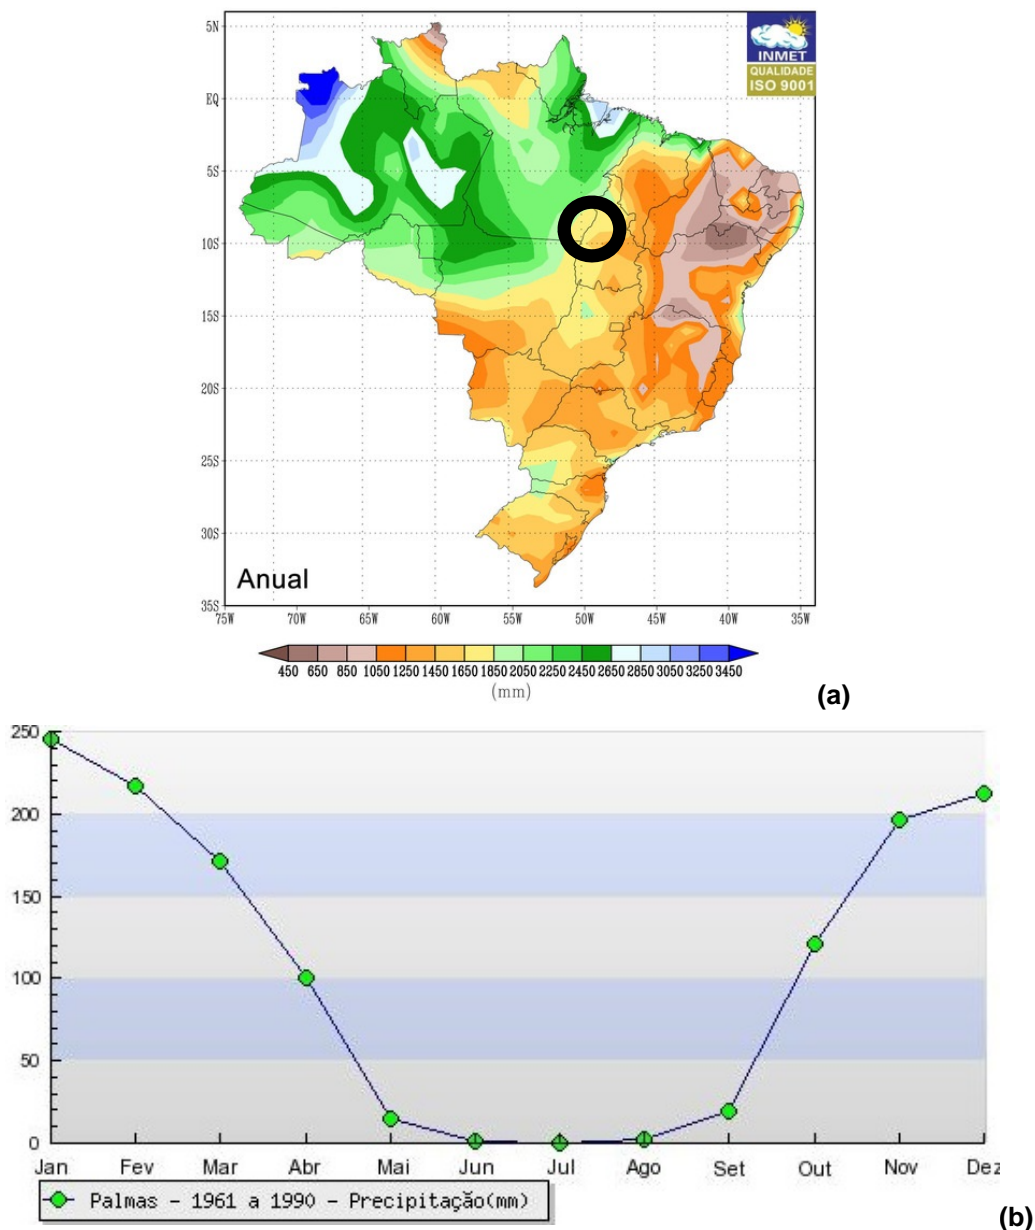 5N
INMET
QUALIDADE
ISO 9001
EQ
5S
10S
15S
20S
25S
30S
Anual
35S
75W 70W 65W 60W 55W 50W 45W 40W 35W
450 650 850 1050 1250 1450 1650 1850 2050 2250 2450 2650 2850 3050 3250 3450
(mm)
(a)
250
200
150
100
50
0
Jan Fev Mar Abr Mai Jun Jul Ago Set Out Nov Dez
Palmas - 1961 a 1990 - Precipitação(mm)
(b)